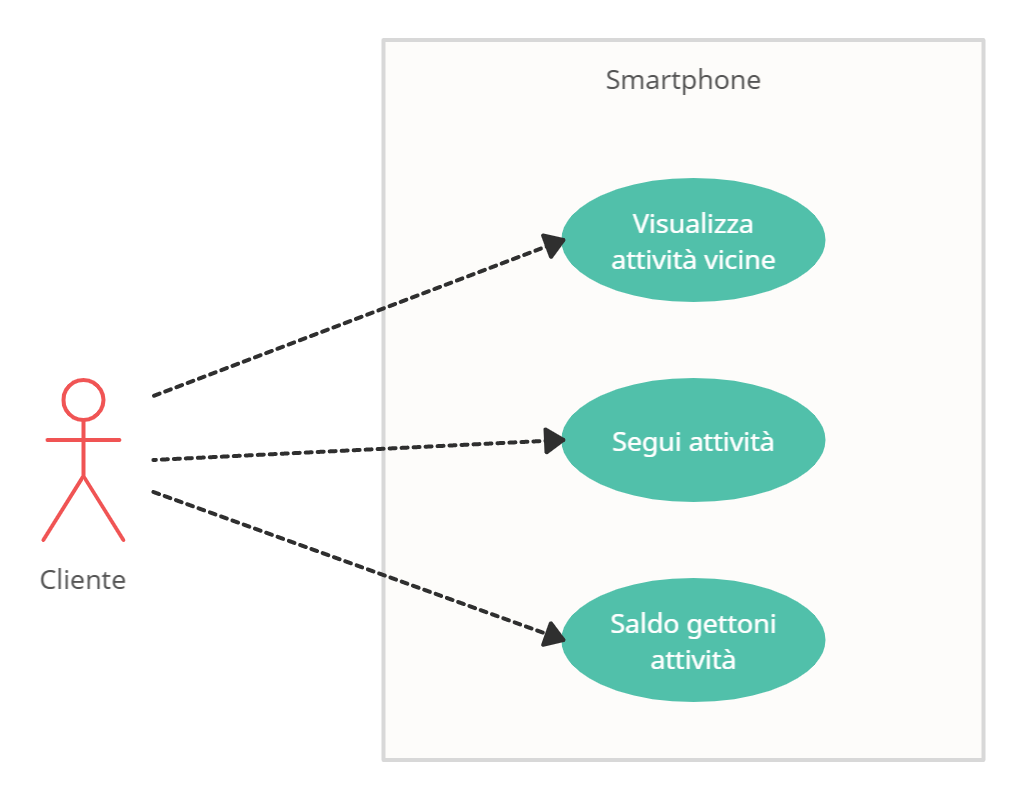 Smartphone
Visualizza
attività vicine
Segui attività
Cliente
Saldo gettoni
attività